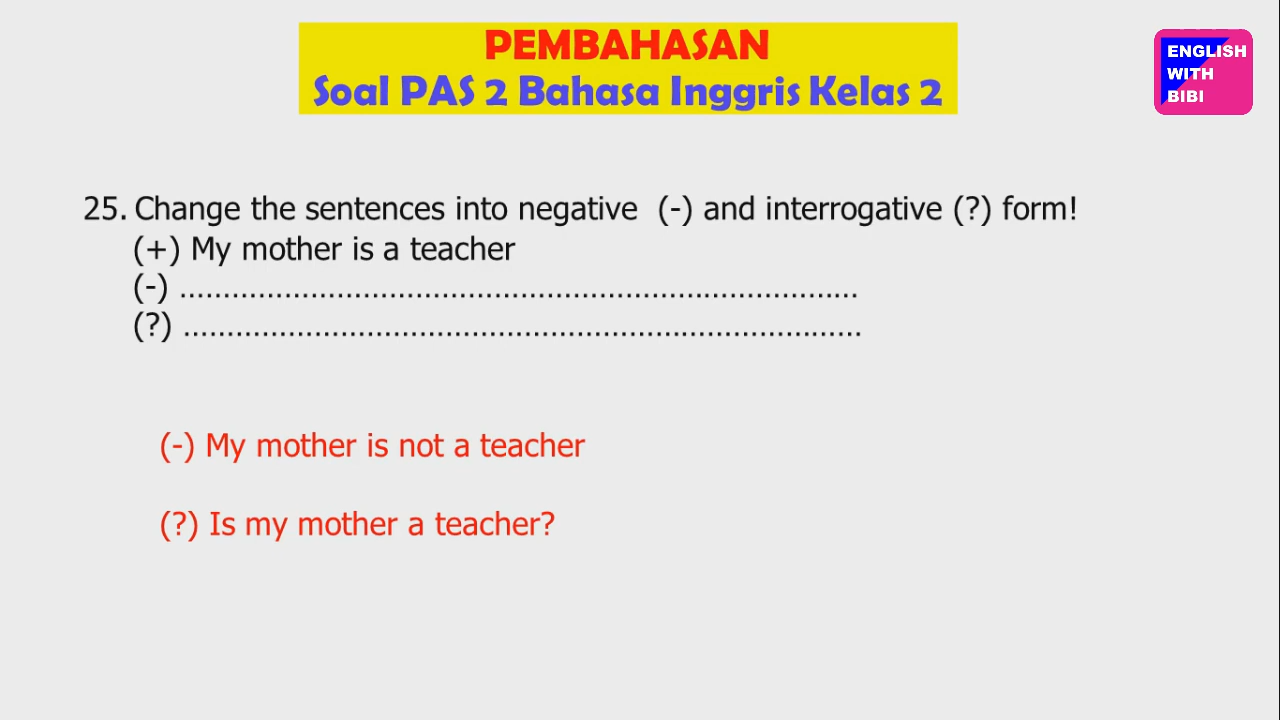 PEMBAHASAN
Soal PAS 2 Bahasa Inggris Kelas 2
ENGLISH
WITH
BIBI
25. Change the sentences into negative (-) and interrogative (?) form!
(+) My mother is a teacher
(-) ..............................................................................
(?) ..............................................................................
(-) My mother is not a teacher
(?) Is my mother a teacher?